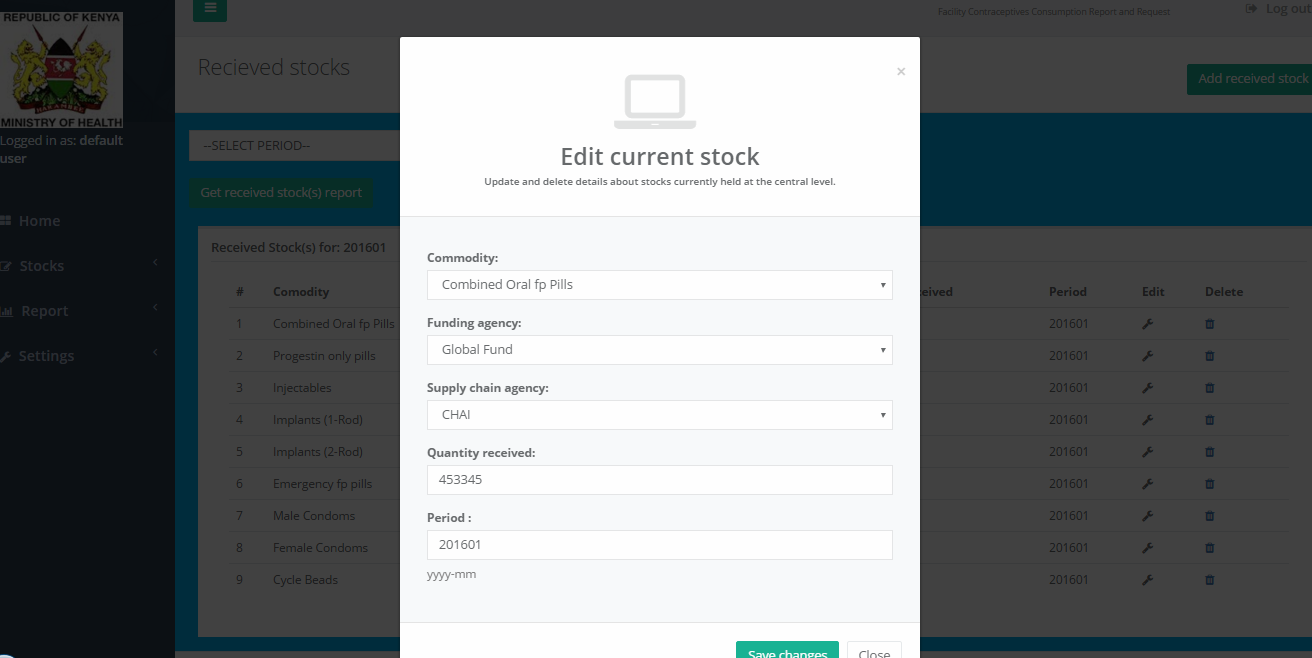 REPUBLIC OF KENYA
HARAMBEE
MINISTRY OF HEALTH
Logged in as: default
user
Home
Stocks
Report
Settings
Facility Contraceptives Consumption Report and Request
Log out
Recieved stocks
Add received stock
--SELECT PERIOD--
Get received stock(s) report
Received Stock(s) for: 201601
# Comodity eived Period Edit Delete
1 Combined Oral fp Pills 201601
2 Progestin only pills 201601
3 Injectables 201601
4 Implants (1-Rod) 201601
5 Implants (2-Rod) 201601
6 Emergency fp pills 201601
7 Male Condoms 201601
8 Female Condoms 201601
9 Cycle Beads 201601
×
Edit current stock
Update and delete details about stocks currently held at the central level.
Commodity:
Combined Oral fp Pills
Funding agency:
Global Fund
Supply chain agency:
CHAI
Quantity received:
453345
Period :
201601
yyyy-mm
Save changes Close